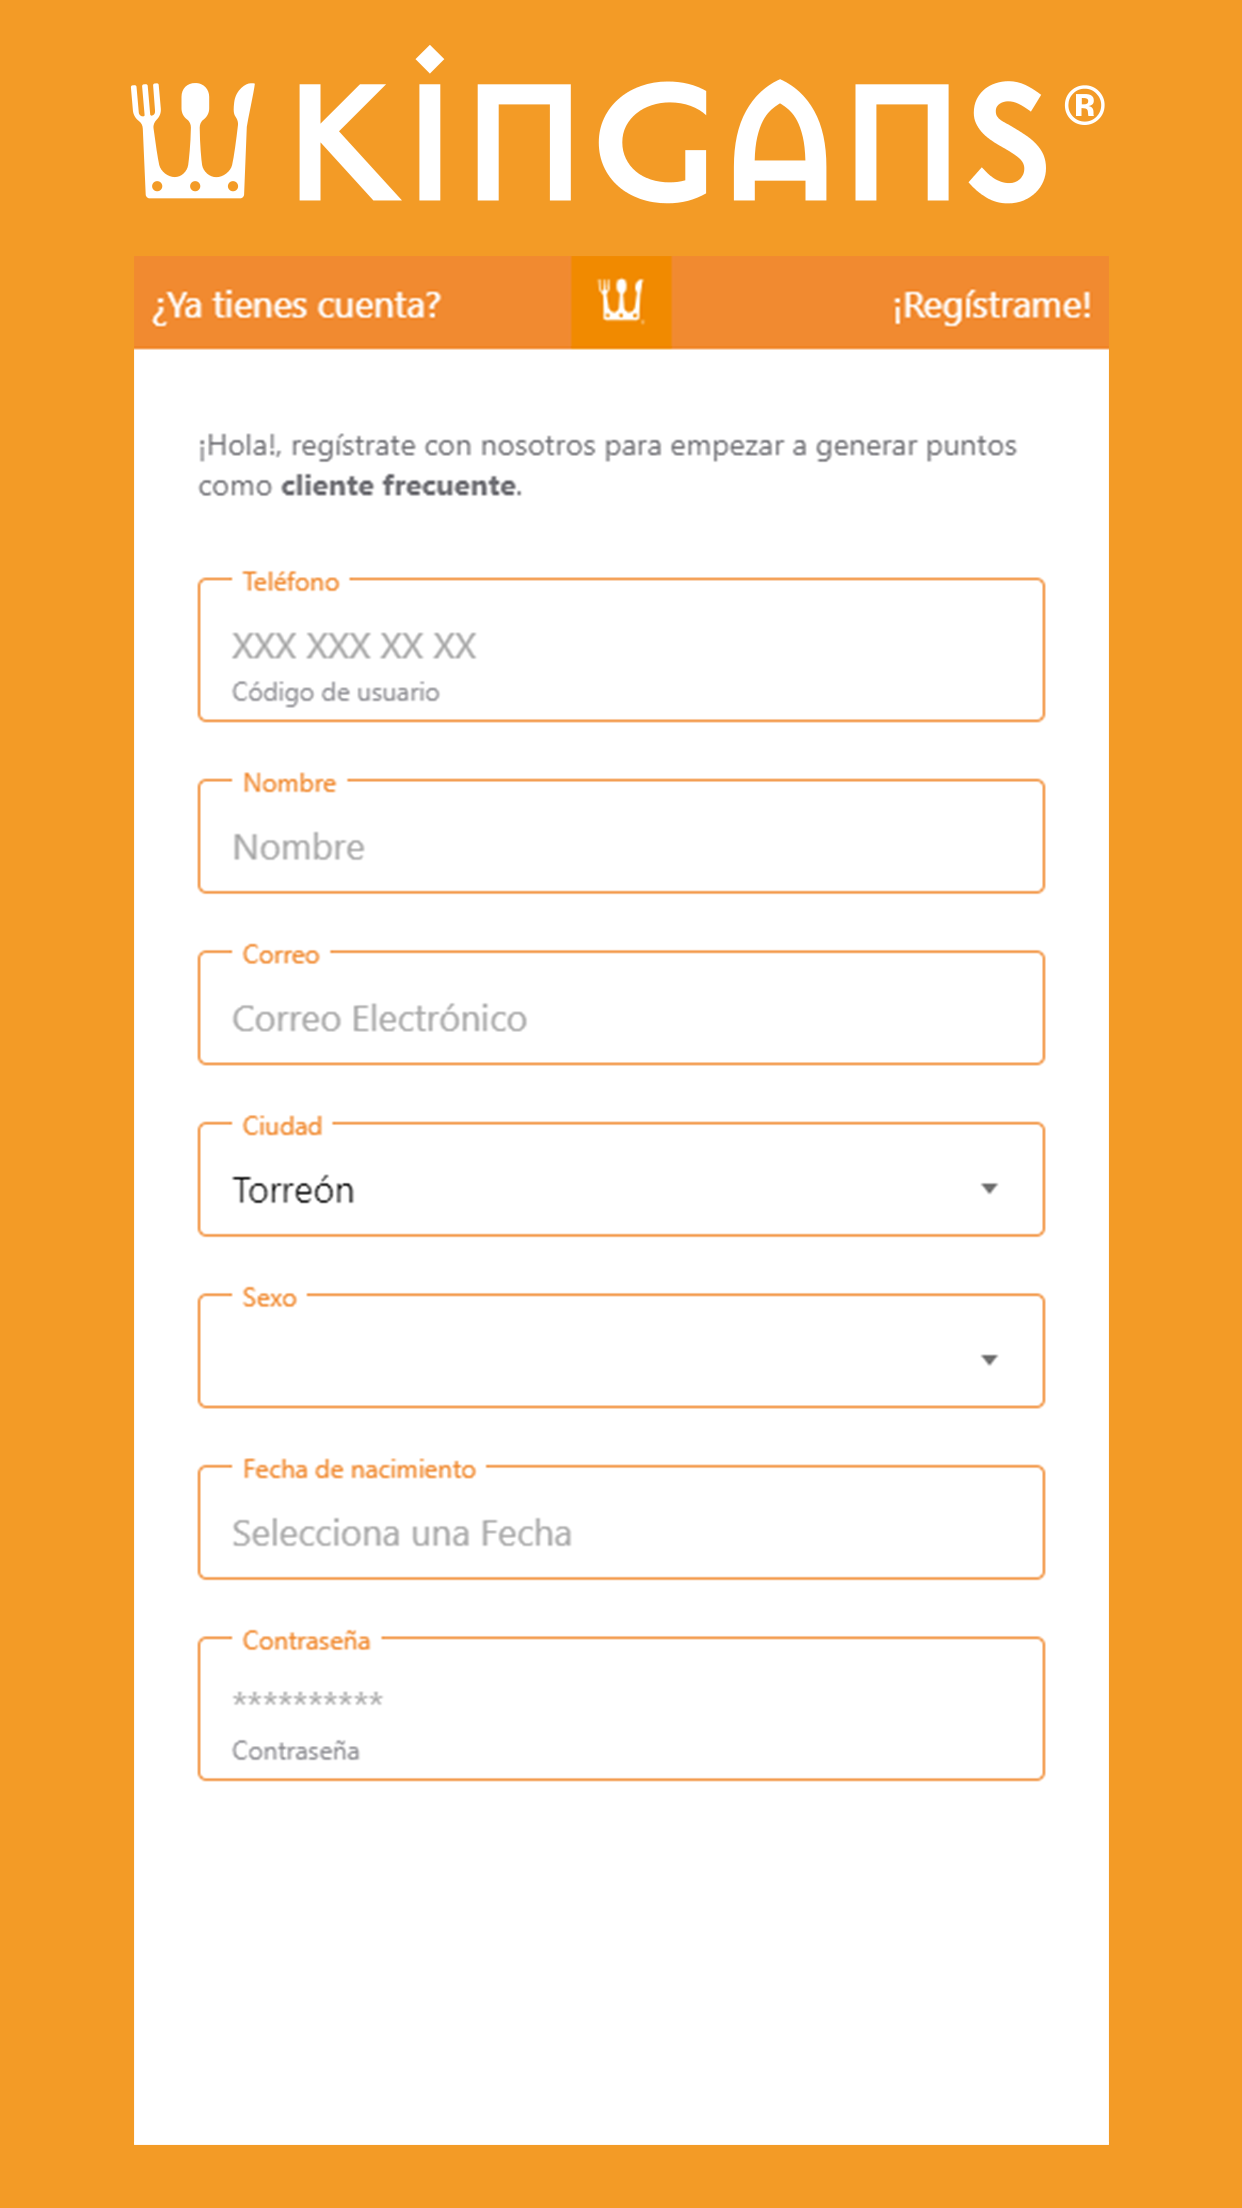 KINGANS®
¿Ya tienes cuenta?
¡Regístrame!
¡Hola!, regístrate con nosotros para empezar a generar puntos
como cliente frecuente.
Teléfono
XXX XXX XX XX
Código de usuario
Nombre
Nombre
Correo
Correo Electrónico
Ciudad
Torreón
Sexo
Fecha de nacimiento
Selecciona una Fecha
Contraseña
**********
Contraseña